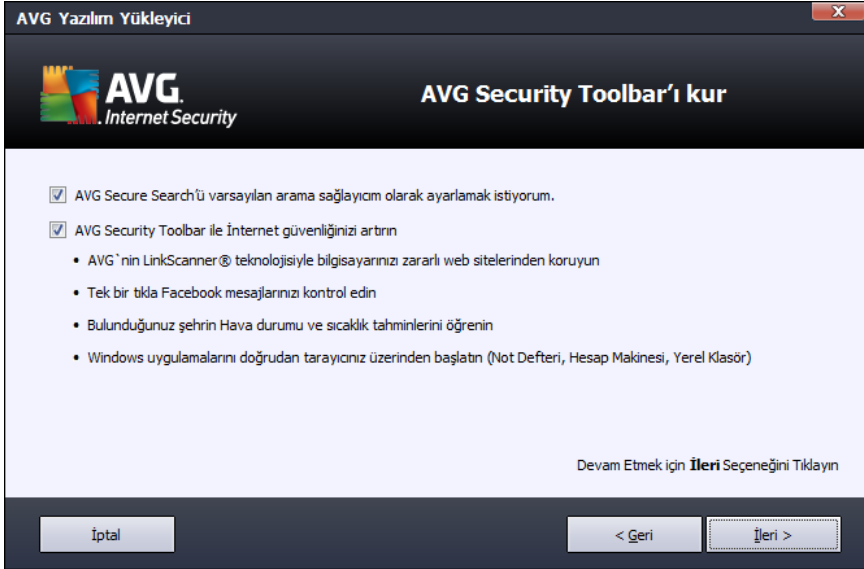 AVG Yazılım Yükleyici
AVG.
Internet Security
AVG Security Toolbar'ı kur
AVG Secure Search'ü varsayılan arama sağlayıcım olarak ayarlamak istiyorum.
AVG Security Toolbar ile İnternet güvenliğinizi artırın
• AVG`nin LinkScanner® teknolojisiyle bilgisayarınızı zararlı web sitelerinden koruyun
• Tek bir tıkla Facebook mesajlarınızı kontrol edin
• Bulunduğunuz şehrin Hava durumu ve sıcaklık tahminlerini öğrenin
• Windows uygulamalarını doğrudan tarayıcınız üzerinden başlatın (Not Defteri, Hesap Makinesi, Yerel Klasör)
Devam Etmek için İleri Seçeneğini Tıklayın
İptal
< Geri
İleri >